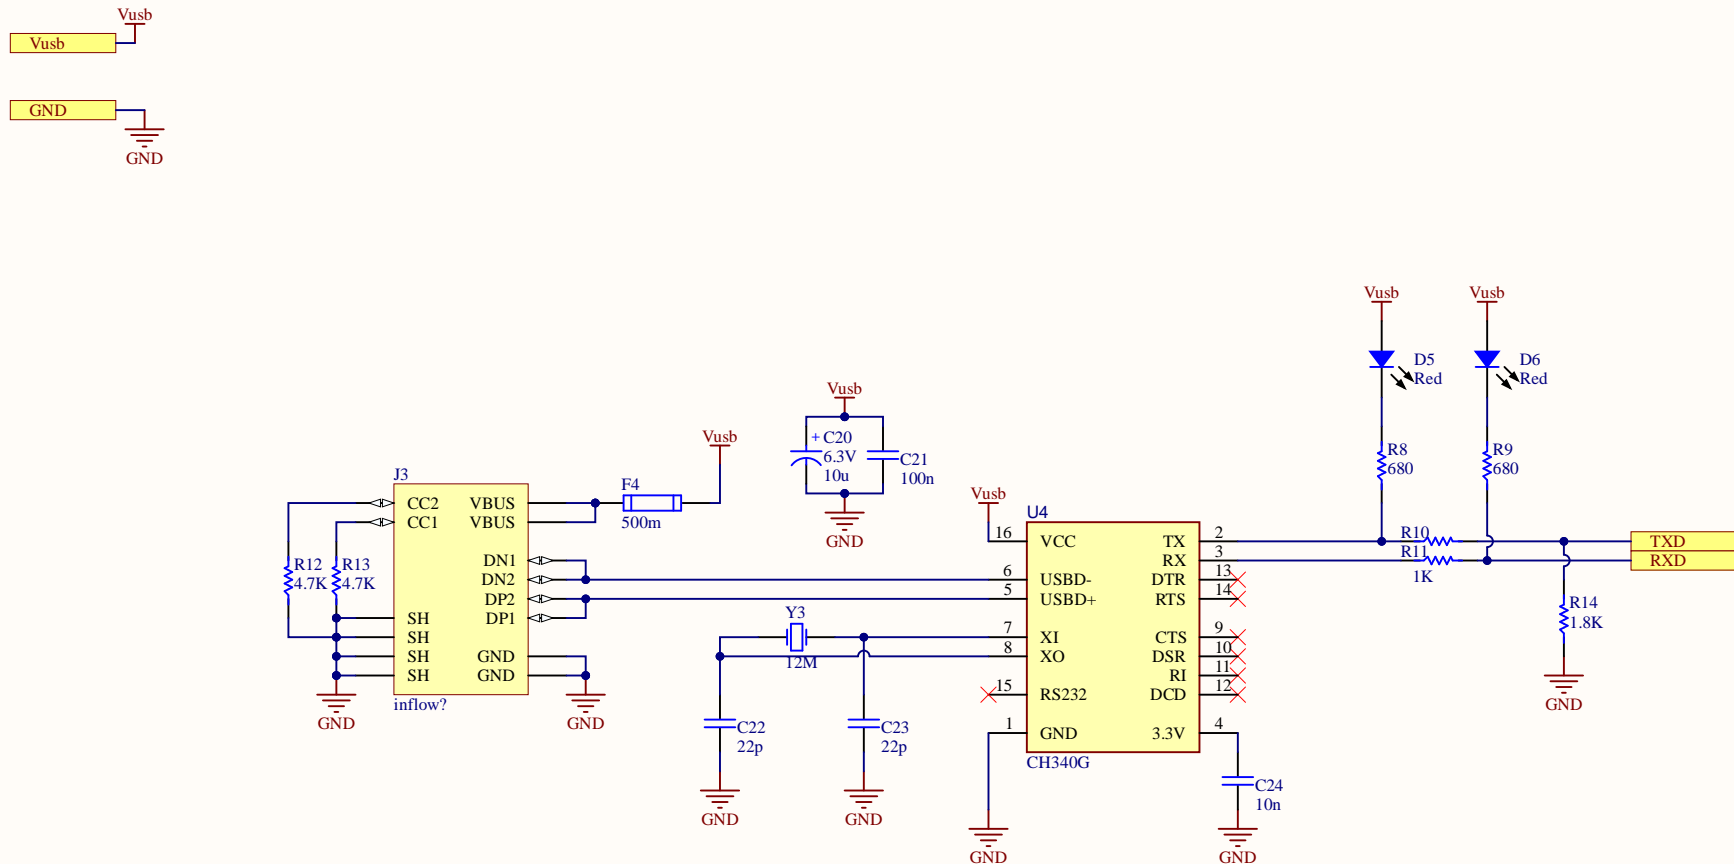 Vusb
Vusb
GND
GND
Vusb
Vusb
D5
Red
D6
Red
Vusb
+ C20
6.3V
10u
C21
100n
GND
R8
680
R9
680
Vusb
J3
CC2
CC1
VBUS
VBUS
F4
500m
DN1
DN2
DP2
DP1
R12
4.7K
R13
4.7K
SH
SH
SH
SH
GND
GND
inflow?
GND
GND
Vusb
U4
16
VCC
TX
2
RX
3
6
USBD-
DTR
13
5
USBD+
RTS
14
7
XI
CTS
9
8
XO
DSR
10
RI
11
15
RS232
DCD
12
1
GND
3.3V
4
CH340G
Y3
12M
C22
22p
C23
22p
GND
GND
GND
C24
10n
GND
R10
R11
1K
TXD
RXD
R14
1.8K
GND